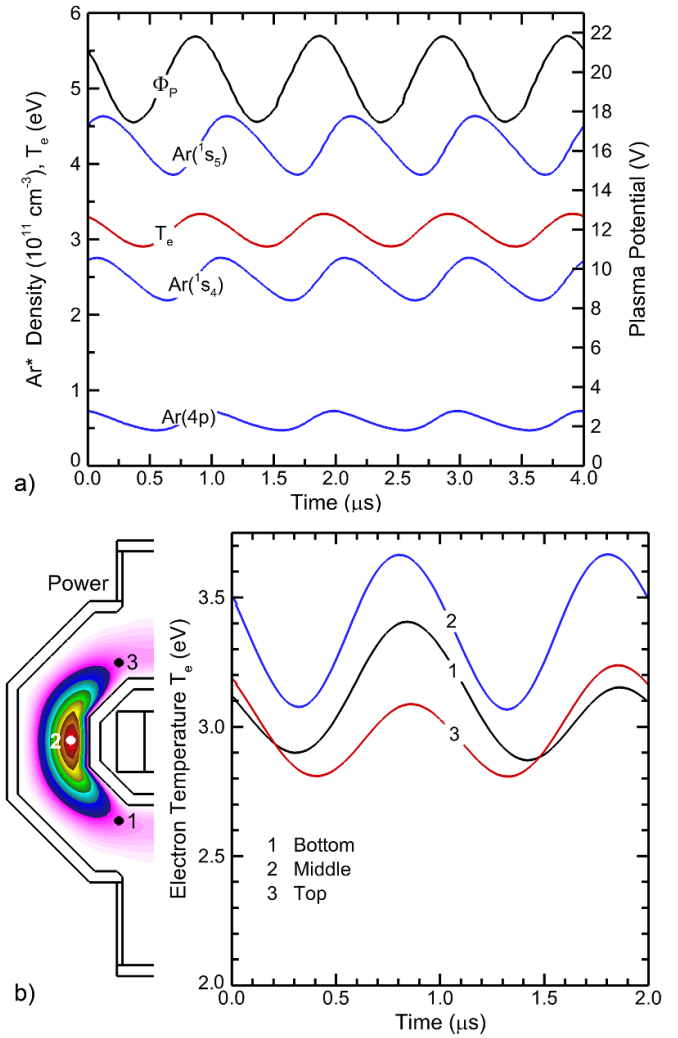 6
5
4
3
2
1
0
22
20
18
16
14
12
10
8
6
4
2
0
Φ_P
Ar(¹s₅)
T_e
Ar(¹s₄)
Ar(4p)
Ar* Density (10¹¹ cm⁻³), T_e (eV)
Plasma Potential (V)
0.0 0.5 1.0 1.5 2.0 2.5 3.0 3.5 4.0
Time (µs)
a)
Power
3
2
1
b)
3.5
3.0
2.5
2.0
Electron Temperature T_e (eV)
2
1
3
1 Bottom
2 Middle
3 Top
0.0 0.5 1.0 1.5 2.0
Time (µs)